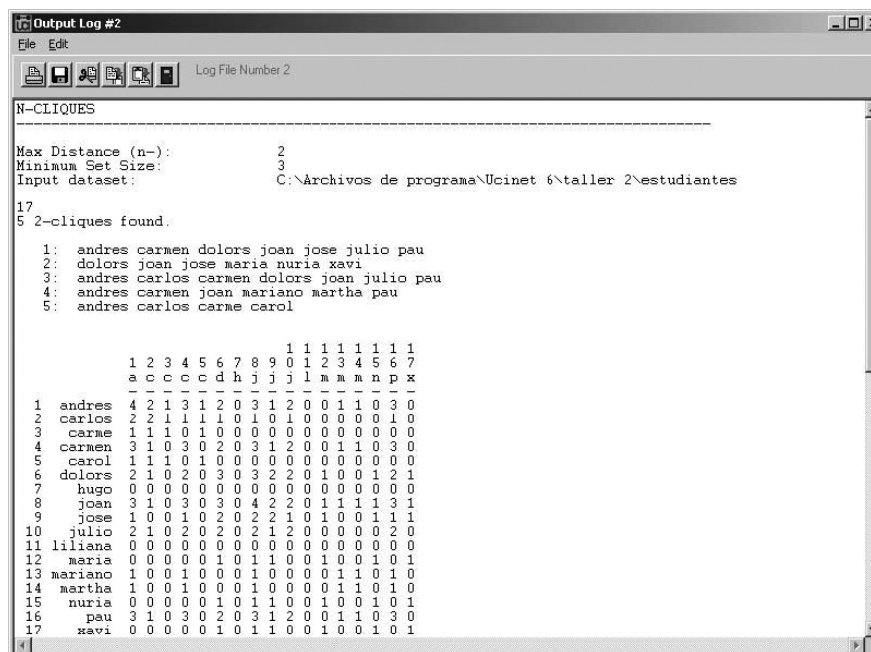 Output Log #2
File Edit
Log File Number 2
N-CLIQUES
--------------------------------------------------------------------------------
Max Distance (n-): 2
Minimum Set Size: 3
Input dataset: C:\Archivos de programa\Ucinet 6\taller 2\estudiantes
17
5 2-cliques found.
1: andres carmen dolors joan jose julio pau
2: dolors joan jose maria nuria xavi
3: andres carlos carmen dolors joan julio pau
4: andres carmen joan mariano martha pau
5: andres carlos carme carol
1 1 1 1 1 1 1 1
1 2 3 4 5 6 7 8 9 0 1 2 3 4 5 6 7
a c c c c d h j j j l m m m n p x
- - - - - - - - - - - - - - - - -
1 andres 4 2 1 3 1 2 0 3 1 2 0 0 1 1 0 3 0
2 carlos 2 2 1 1 1 1 0 1 0 1 0 0 0 0 0 1 0
3 carme 1 1 1 0 1 0 0 0 0 0 0 0 0 0 0 0 0
4 carmen 3 1 0 3 0 2 0 3 1 2 0 0 1 1 0 3 0
5 carol 1 1 1 0 1 0 0 0 0 0 0 0 0 0 0 0 0
6 dolors 2 1 0 2 0 3 0 3 2 2 0 1 0 0 1 2 1
7 hugo 0 0 0 0 0 0 0 0 0 0 0 0 0 0 0 0 0
8 joan 3 1 0 3 0 3 0 4 2 2 0 1 1 1 1 3 1
9 jose 1 0 0 1 0 2 0 2 2 1 0 1 0 0 1 1 1
10 julio 2 1 0 2 0 2 0 2 1 2 0 0 0 0 0 2 0
11 liliana 0 0 0 0 0 0 0 0 0 0 0 0 0 0 0 0 0
12 maria 0 0 0 0 0 1 0 1 1 0 0 1 0 0 1 0 1
13 mariano 1 0 0 1 0 0 0 1 0 0 0 0 1 1 0 1 0
14 martha 1 0 0 1 0 0 0 1 0 0 0 0 1 1 0 1 0
15 nuria 0 0 0 0 0 1 0 1 1 0 0 1 0 0 1 0 1
16 pau 3 1 0 3 0 2 0 3 1 2 0 0 1 1 0 3 0
17 xavi 0 0 0 0 0 1 0 1 1 0 0 1 0 0 1 0 1